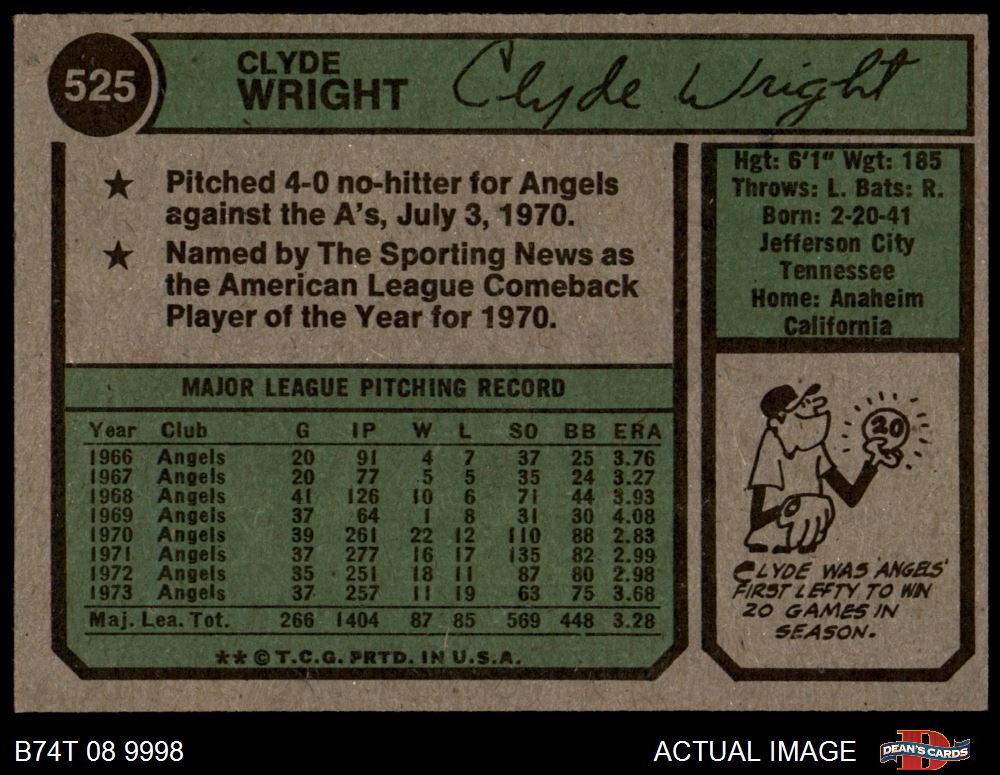 525
CLYDE
WRIGHT
Clyde Wright
★ Pitched 4-0 no-hitter for Angels
against the A's, July 3, 1970.
★ Named by The Sporting News as
the American League Comeback
Player of the Year for 1970.
Hgt: 6'1" Wgt: 185
Throws: L. Bats: R.
Born: 2-20-41
Jefferson City
Tennessee
Home: Anaheim
California
MAJOR LEAGUE PITCHING RECORD
Year Club G IP W L SO BB ERA
1966 Angels 20 91 4 7 37 25 3.76
1967 Angels 20 77 5 5 35 24 3.27
1968 Angels 41 126 10 6 71 44 3.93
1969 Angels 37 64 1 8 31 30 4.08
1970 Angels 39 261 22 12 110 88 2.83
1971 Angels 37 277 16 17 135 82 2.99
1972 Angels 35 251 18 11 87 80 2.98
1973 Angels 37 257 11 19 63 75 3.68
Maj. Lea. Tot. 266 1404 87 85 569 448 3.28
** © T.C.G. PRTD. IN U.S.A.
20
CLYDE WAS ANGELS'
FIRST LEFTY TO WIN
20 GAMES IN
SEASON.
B74T 08 9998
ACTUAL IMAGE
DEAN'S CARDS